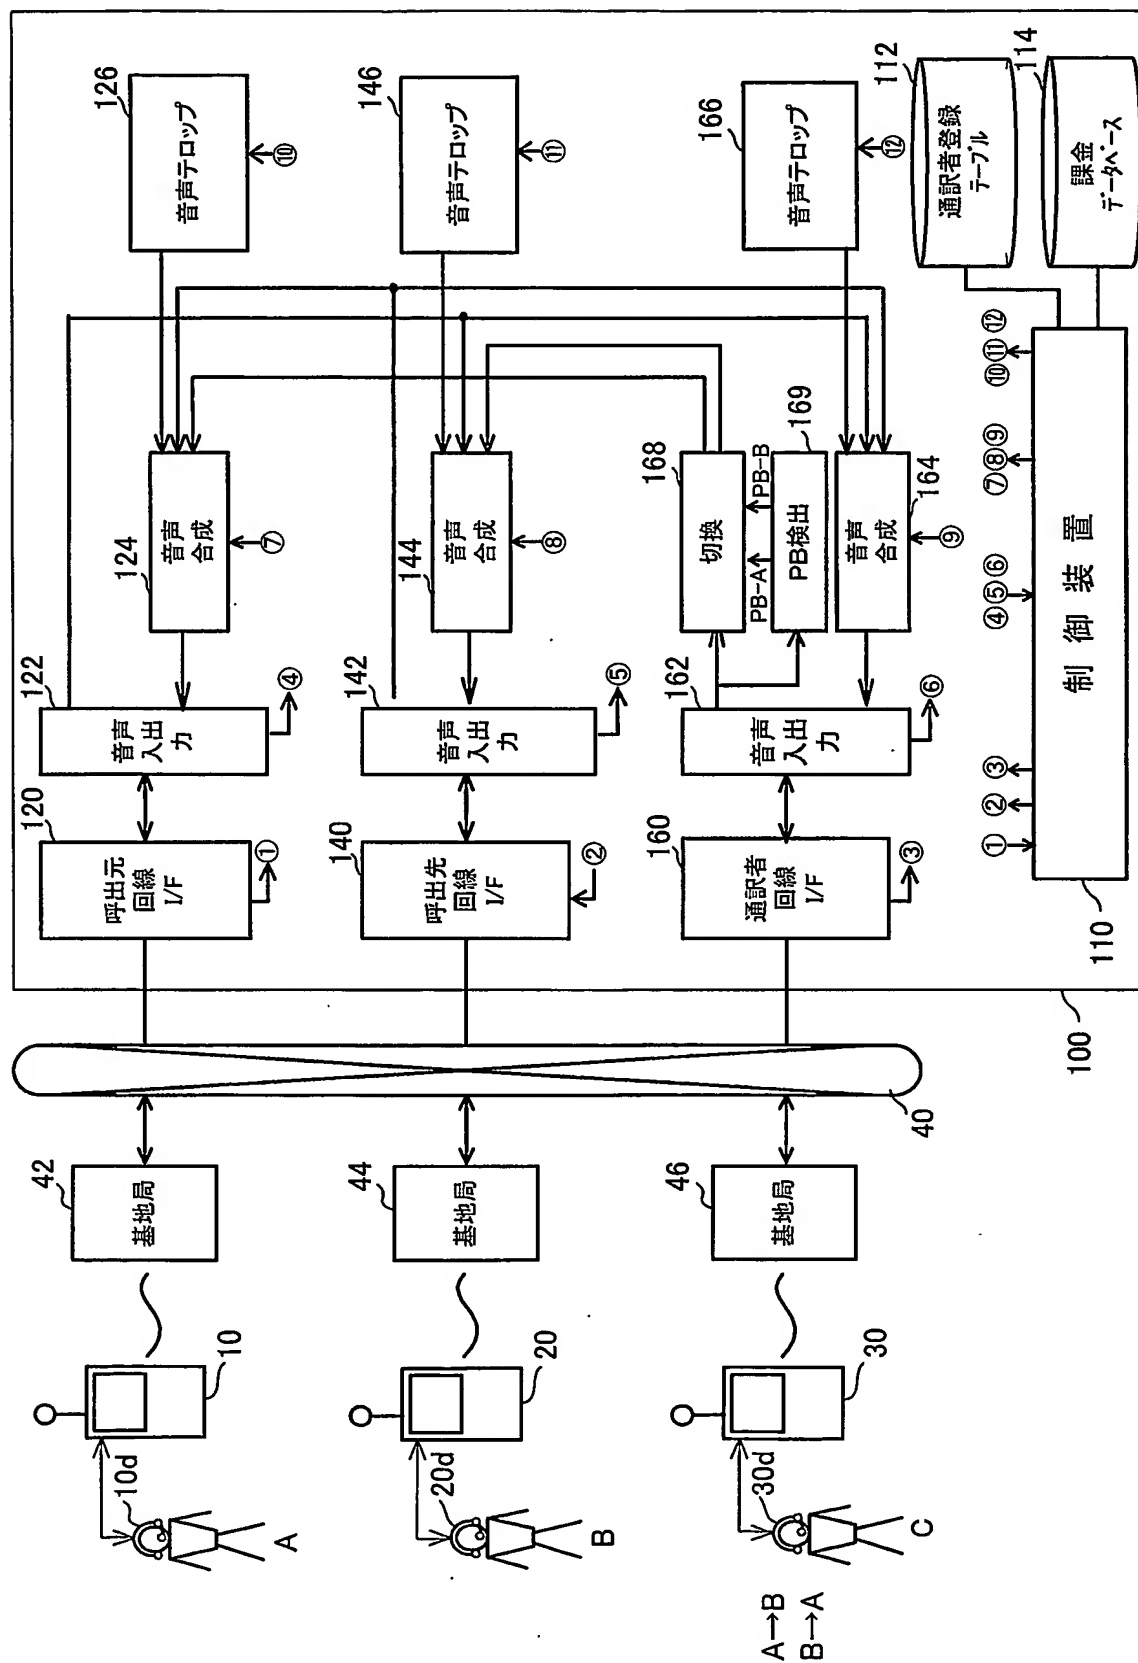 A
10d
10
42
基地局
120
呼出元
回線
I/F
①
122
音声
入出
力
④
124
音声
合成
⑦
126
音声テロップ
⑩
B
20d
20
44
基地局
140
呼出先
回線
I/F
②
142
音声
入出
力
⑤
144
音声
合成
⑧
146
音声テロップ
⑪
A→B
B→A
C
30d
30
46
基地局
40
160
通訳者
回線
I/F
③
162
音声
入出
力
⑥
168
切換
PB-A
PB-B
169
PB検出
164
音声
合成
⑨
166
音声テロップ
⑫
100
110
制御装置
① ② ③ ④⑤⑥ ⑦⑧⑨ ⑩⑪⑫
112
通訳者登録
テーブル
114
課金
データベース